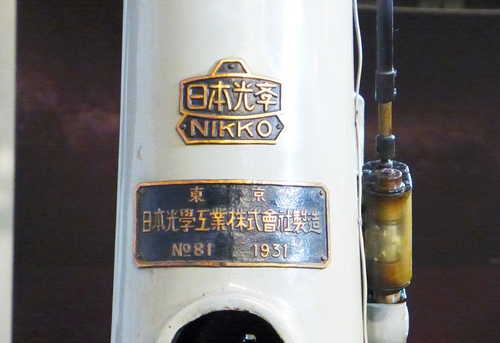 日本光學
NIKKO
東京
日本光學工業株式會社製造
No81 1931